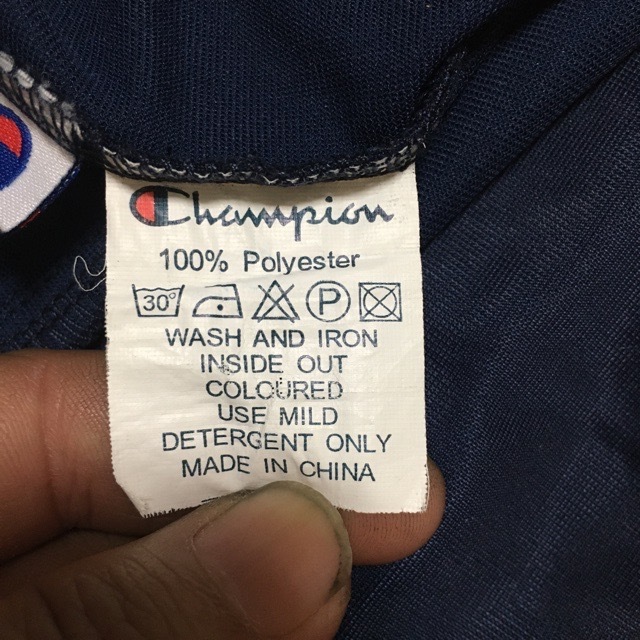 Champion
100% Polyester
30° P
WASH AND IRON
INSIDE OUT
COLOURED
USE MILD
DETERGENT ONLY
MADE IN CHINA